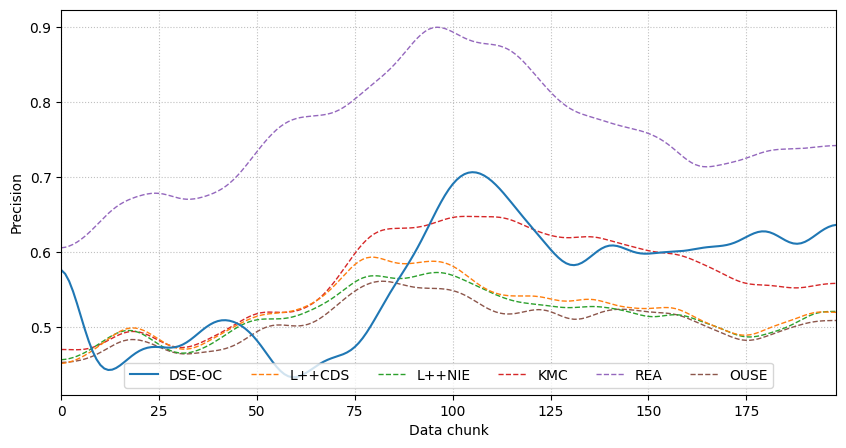 Precision
0.9
0.8
0.7
0.6
0.5
DSE-OC L++CDS L++NIE KMC REA OUSE
0 25 50 75 100 125 150 175
Data chunk